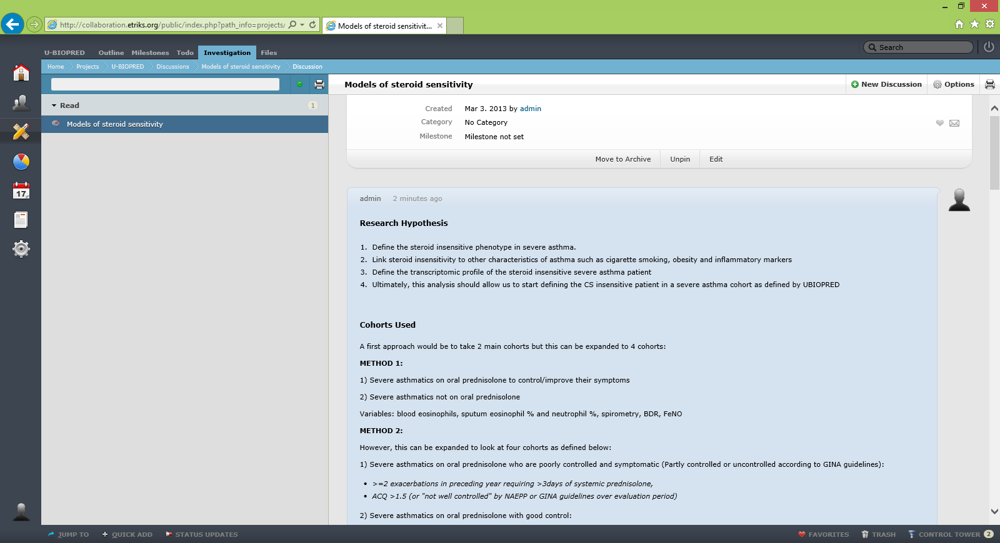 http://collaboration.etriks.org/public/index.php?path_info=projects/
Models of steroid sensitivit...
Search
U-BIOPRED Outline Milestones Todo Investigation Files
Home Projects U-BIOPRED Discussions Models of steroid sensitivity Discussion
Models of steroid sensitivity
New Discussion Options
Read 1
Models of steroid sensitivity
Created Mar 3. 2013 by admin
Category No Category
Milestone Milestone not set
Move to Archive Unpin Edit
17
admin 2 minutes ago
Research Hypothesis
1. Define the steroid insensitive phenotype in severe asthma.
2. Link steroid insensitivity to other characteristics of asthma such as cigarette smoking, obesity and inflammatory markers
3. Define the transcriptomic profile of the steroid insensitive severe asthma patient
4. Ultimately, this analysis should allow us to start defining the CS insensitive patient in a severe asthma cohort as defined by UBIOPRED
Cohorts Used
A first approach would be to take 2 main cohorts but this can be expanded to 4 cohorts:
METHOD 1:
1) Severe asthmatics on oral prednisolone to control/improve their symptoms
2) Severe asthmatics not on oral prednisolone
Variables: blood eosinophils, sputum eosinophil % and neutrophil %, spirometry, BDR, FeNO
METHOD 2:
However, this can be expanded to look at four cohorts as defined below:
1) Severe asthmatics on oral prednisolone who are poorly controlled and symptomatic (Partly controlled or uncontrolled according to GINA guidelines):
• >=2 exacerbations in preceding year requiring >3days of systemic prednisolone,
• ACQ >1.5 (or "not well controlled" by NAEPP or GINA guidelines over evaluation period)
2) Severe asthmatics on oral prednisolone with good control:
JUMP TO QUICK ADD STATUS UPDATES FAVORITES TRASH CONTROL TOWER 2